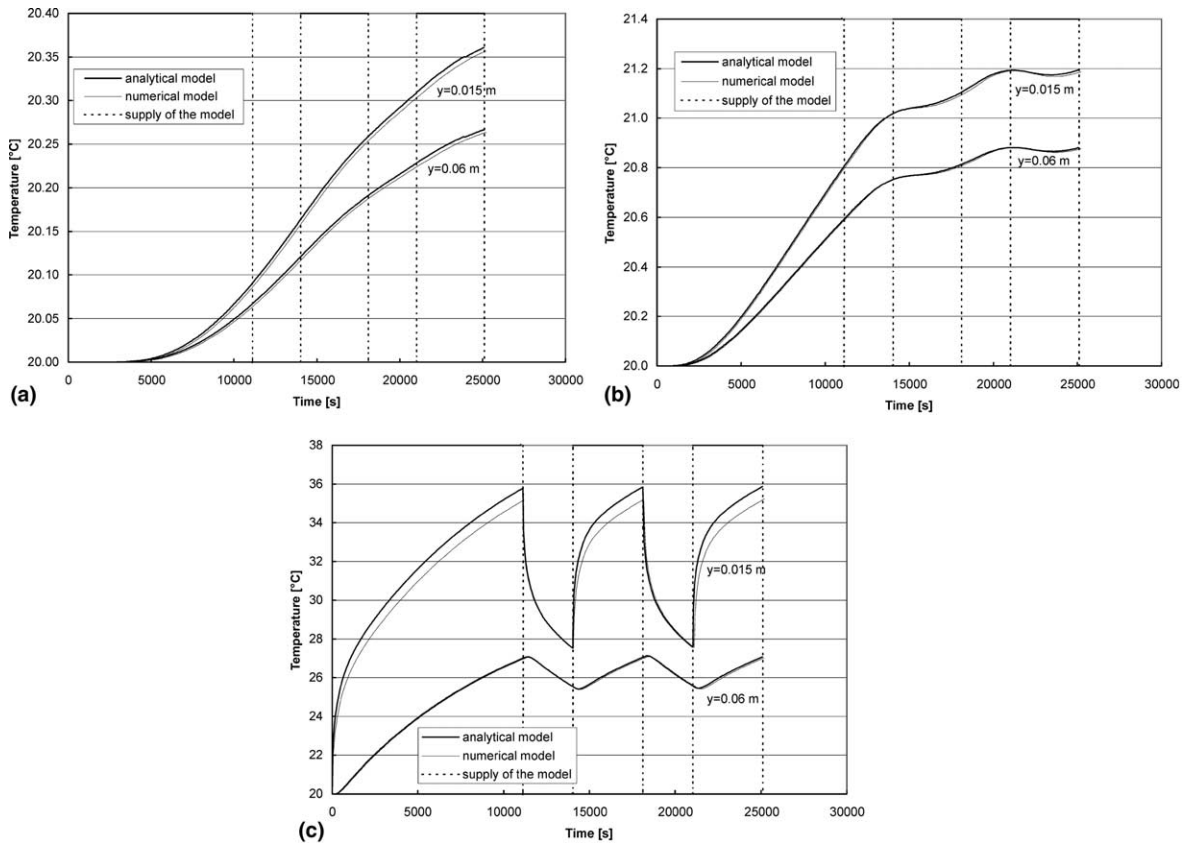 20.40
20.35
20.30
20.25
20.20
20.15
20.10
20.05
20.00
Temperature [°C]
analytical model
numerical model
supply of the model
y=0.015 m
y=0.06 m
0 5000 10000 15000 20000 25000 30000
Time [s]
(a)
21.4
21.2
21.0
20.8
20.6
20.4
20.2
20.0
Temperature [°C]
analytical model
numerical model
supply of the model
y=0.015 m
y=0.06 m
0 5000 10000 15000 20000 25000 30000
Time [s]
(b)
38
36
34
32
30
28
26
24
22
20
Temperature [°C]
y=0.015 m
y=0.06 m
analytical model
numerical model
supply of the model
0 5000 10000 15000 20000 25000 30000
Time [s]
(c)